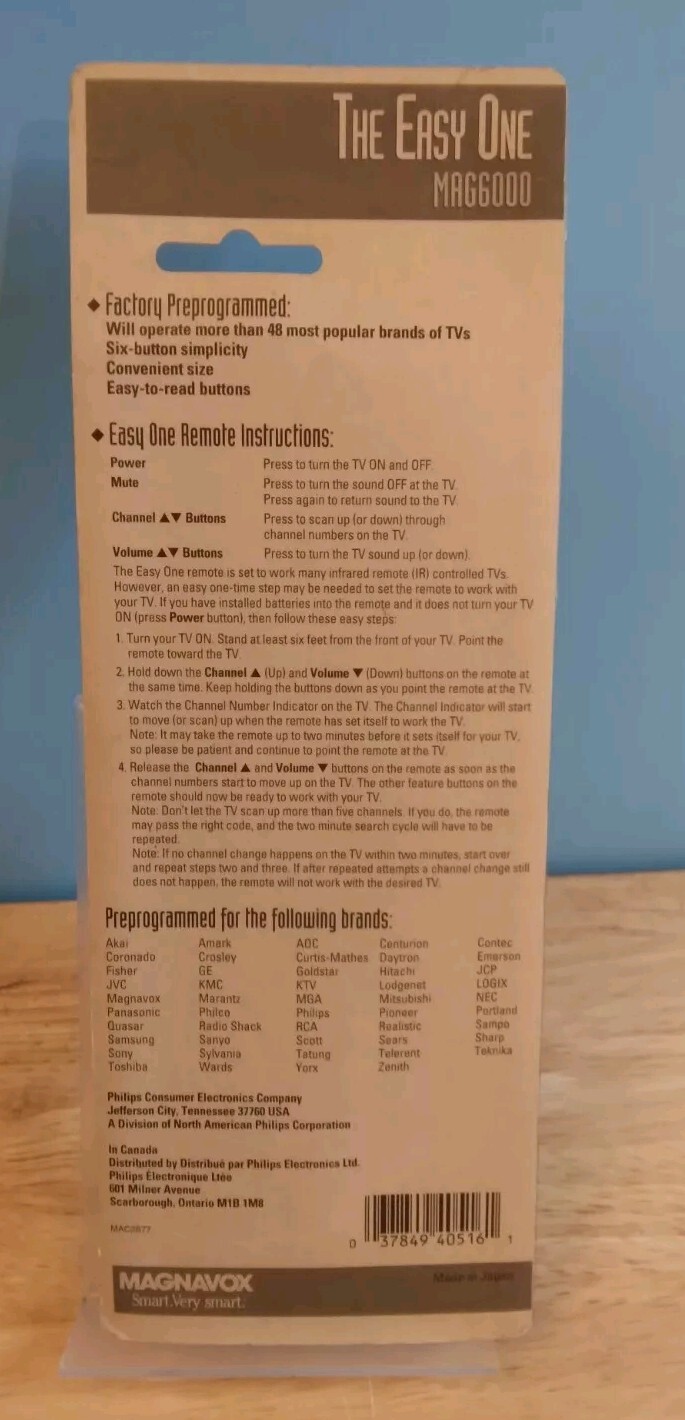 THE EASY ONE
MAG6000
◆ Factory Preprogrammed:
Will operate more than 48 most popular brands of TVs
Six-button simplicity
Convenient size
Easy-to-read buttons
◆ Easy One Remote Instructions:
Power Press to turn the TV ON and OFF.
Mute Press to turn the sound OFF at the TV.
Press again to return sound to the TV.
Channel ▲▼ Buttons Press to scan up (or down) through
channel numbers on the TV.
Volume ▲▼ Buttons Press to turn the TV sound up (or down).
The Easy One remote is set to work many infrared remote (IR) controlled TVs.
However, an easy one-time step may be needed to set the remote to work with
your TV. If you have installed batteries into the remote and it does not turn your TV
ON (press Power button), then follow these easy steps:
1. Turn your TV ON. Stand at least six feet from the front of your TV. Point the
remote toward the TV.
2. Hold down the Channel ▲ (Up) and Volume ▼ (Down) buttons on the remote at
the same time. Keep holding the buttons down as you point the remote at the TV.
3. Watch the Channel Number Indicator on the TV. The Channel Indicator will start
to move (or scan) up when the remote has set itself to work the TV.
Note: It may take the remote up to two minutes before it sets itself for your TV,
so please be patient and continue to point the remote at the TV.
4. Release the Channel ▲ and Volume ▼ buttons on the remote as soon as the
channel numbers start to move up on the TV. The other feature buttons on the
remote should now be ready to work with your TV.
Note: Don't let the TV scan up more than five channels. If you do, the remote
may pass the right code, and the two minute search cycle will have to be
repeated.
Note: If no channel change happens on the TV within two minutes, start over
and repeat steps two and three. If after repeated attempts a channel change still
does not happen, the remote will not work with the desired TV.
Preprogrammed for the following brands:
Akai Amark AOC Centurion Contec
Coronado Crosley Curtis-Mathes Daytron Emerson
Fisher GE Goldstar Hitachi JCP
JVC KMC KTV Lodgenet LOGIX
Magnavox Marantz MGA Mitsubishi NEC
Panasonic Philco Philips Pioneer Portland
Quasar Radio Shack RCA Realistic Sampo
Samsung Sanyo Scott Sears Sharp
Sony Sylvania Tatung Telerent Teknika
Toshiba Wards Yorx Zenith
Philips Consumer Electronics Company
Jefferson City, Tennessee 37760 USA
A Division of North American Philips Corporation
In Canada
Distributed by Distribué par Philips Electronics Ltd.
Philips Électronique Ltée
601 Milner Avenue
Scarborough, Ontario M1B 1M8
MAC2877
0 37849 40516 1
MAGNAVOX
Smart. Very smart.
Made in Japan